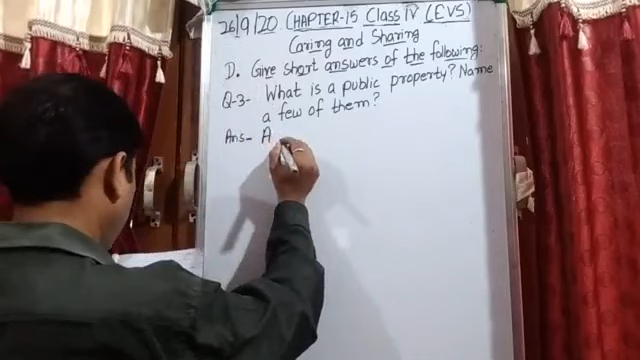 26/9/20. CHAPTER-15 Class IV (EVS)
Caring and Sharing
D. Give short answers of the following:
Q-3- What is a public property? Name
a few of them?
Ans- A